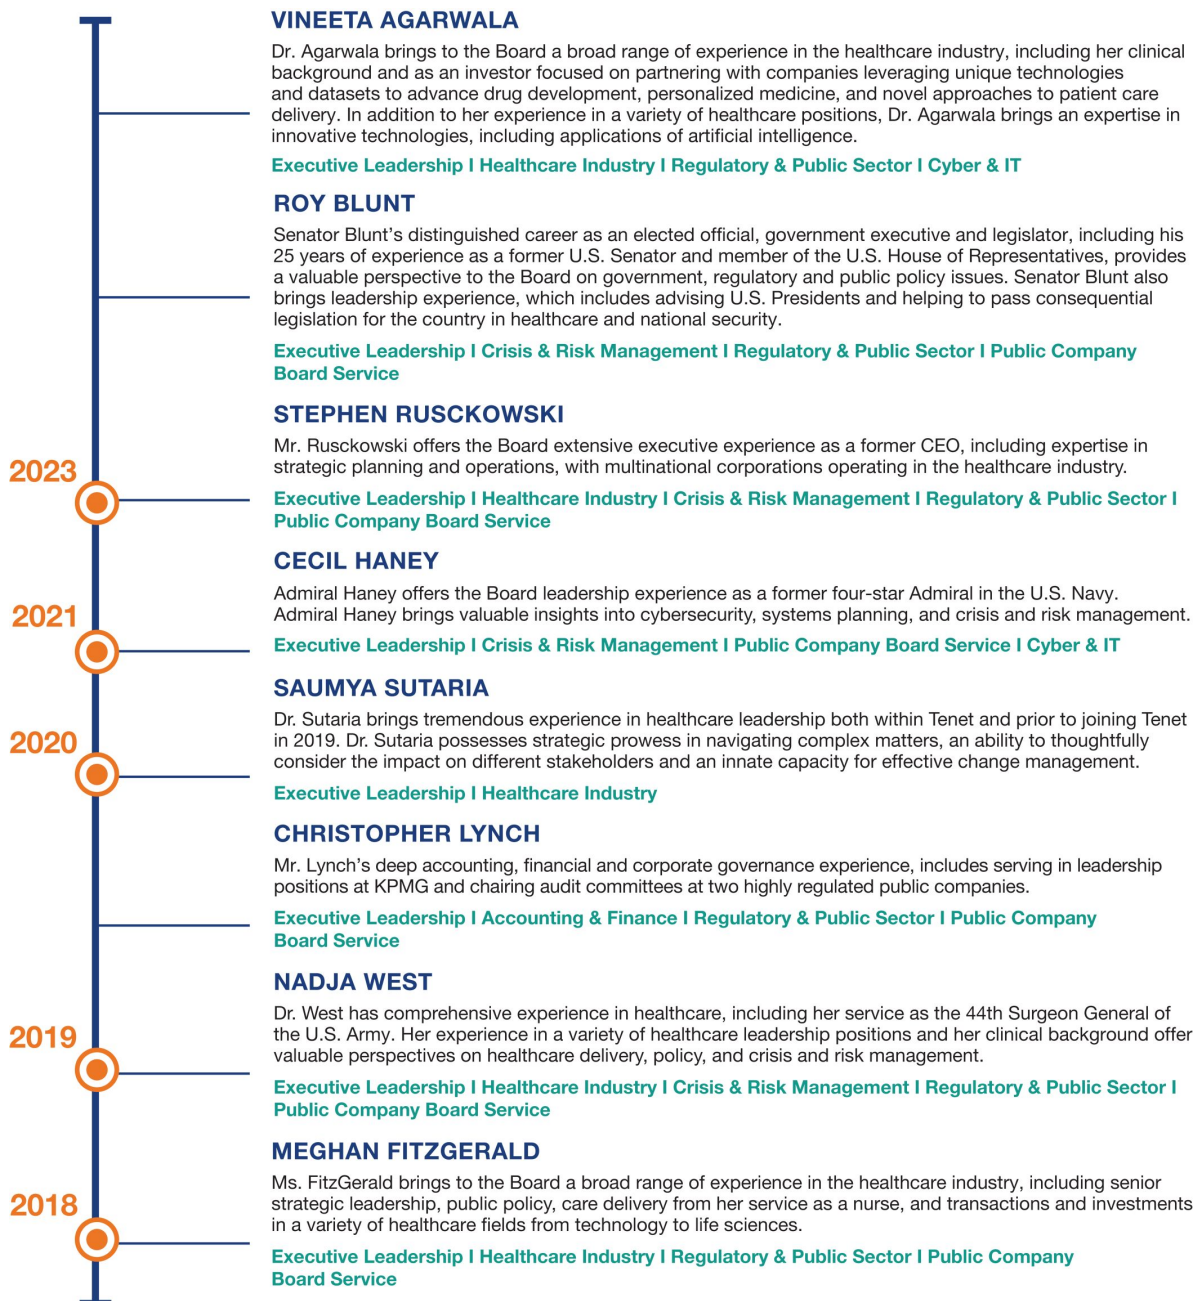 VINEETA AGARWALA
Dr. Agarwala brings to the Board a broad range of experience in the healthcare industry, including her clinical
background and as an investor focused on partnering with companies leveraging unique technologies
and datasets to advance drug development, personalized medicine, and novel approaches to patient care
delivery. In addition to her experience in a variety of healthcare positions, Dr. Agarwala brings an expertise in
innovative technologies, including applications of artificial intelligence.
Executive Leadership I Healthcare Industry I Regulatory & Public Sector I Cyber & IT
ROY BLUNT
Senator Blunt’s distinguished career as an elected official, government executive and legislator, including his
25 years of experience as a former U.S. Senator and member of the U.S. House of Representatives, provides
a valuable perspective to the Board on government, regulatory and public policy issues. Senator Blunt also
brings leadership experience, which includes advising U.S. Presidents and helping to pass consequential
legislation for the country in healthcare and national security.
Executive Leadership I Crisis & Risk Management I Regulatory & Public Sector I Public Company
Board Service
STEPHEN RUSCKOWSKI
Mr. Rusckowski offers the Board extensive executive experience as a former CEO, including expertise in
strategic planning and operations, with multinational corporations operating in the healthcare industry.
2023
Executive Leadership I Healthcare Industry I Crisis & Risk Management I Regulatory & Public Sector I
Public Company Board Service
CECIL HANEY
Admiral Haney offers the Board leadership experience as a former four-star Admiral in the U.S. Navy.
Admiral Haney brings valuable insights into cybersecurity, systems planning, and crisis and risk management.
2021
Executive Leadership I Crisis & Risk Management I Public Company Board Service I Cyber & IT
SAUMYA SUTARIA
Dr. Sutaria brings tremendous experience in healthcare leadership both within Tenet and prior to joining Tenet
in 2019. Dr. Sutaria possesses strategic prowess in navigating complex matters, an ability to thoughtfully
consider the impact on different stakeholders and an innate capacity for effective change management.
2020
Executive Leadership I Healthcare Industry
CHRISTOPHER LYNCH
Mr. Lynch’s deep accounting, financial and corporate governance experience, includes serving in leadership
positions at KPMG and chairing audit committees at two highly regulated public companies.
Executive Leadership I Accounting & Finance I Regulatory & Public Sector I Public Company
Board Service
NADJA WEST
Dr. West has comprehensive experience in healthcare, including her service as the 44th Surgeon General of
the U.S. Army. Her experience in a variety of healthcare leadership positions and her clinical background offer
valuable perspectives on healthcare delivery, policy, and crisis and risk management.
2019
Executive Leadership I Healthcare Industry I Crisis & Risk Management I Regulatory & Public Sector I
Public Company Board Service
MEGHAN FITZGERALD
Ms. FitzGerald brings to the Board a broad range of experience in the healthcare industry, including senior
strategic leadership, public policy, care delivery from her service as a nurse, and transactions and investments
in a variety of healthcare fields from technology to life sciences.
2018
Executive Leadership I Healthcare Industry I Regulatory & Public Sector I Public Company
Board Service